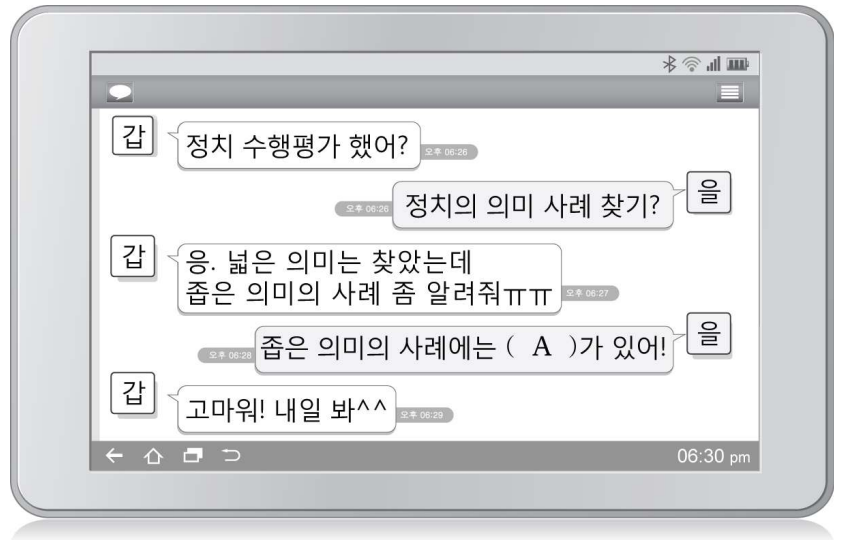 갑
정치 수행평가 했어?
오후 06:26
을
정치의 의미 사례 찾기?
오후 06:26
갑
응. 넓은 의미는 찾았는데
좁은 의미의 사례 좀 알려줘ㅠㅠ
오후 06:27
을
좁은 의미의 사례에는 ( A )가 있어!
오후 06:28
갑
고마워! 내일 봐^^
오후 06:29
06:30 pm